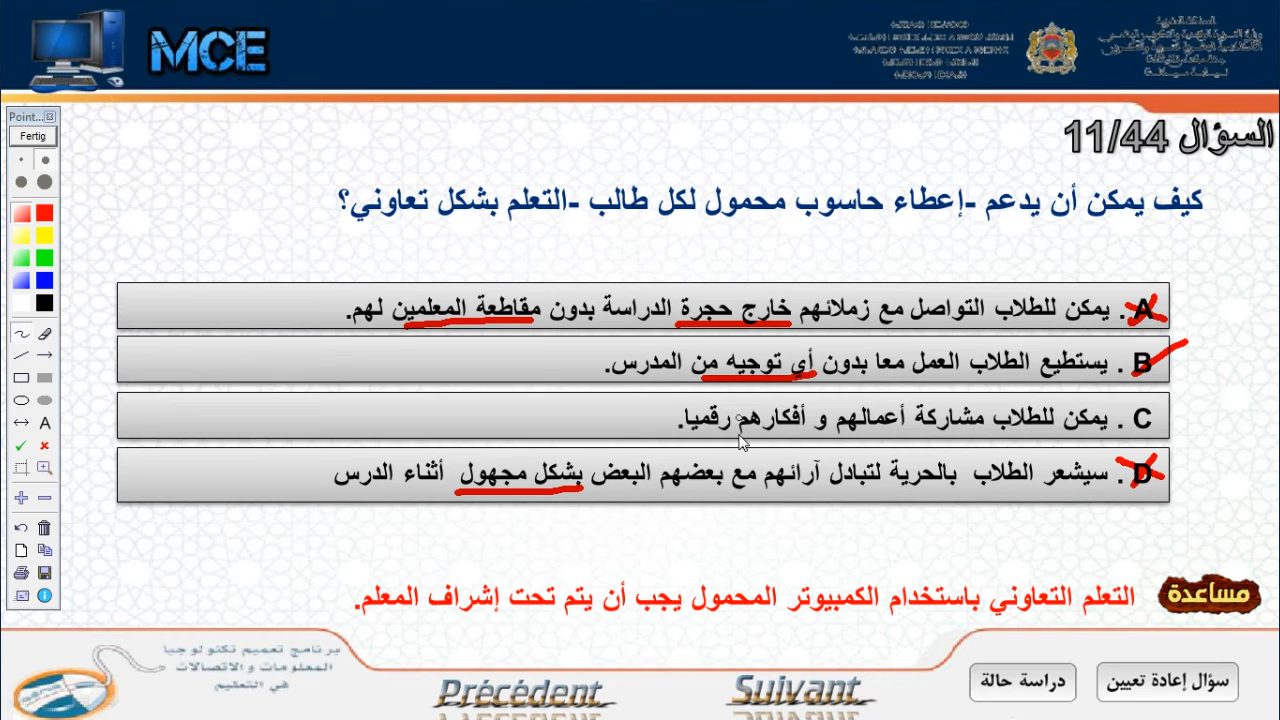 MCE
Point...
Fertig
السؤال 11/44
كيف يمكن أن يدعم -إعطاء حاسوب محمول لكل طالب -التعلم بشكل تعاوني؟
A . يمكن للطلاب التواصل مع زملائهم خارج حجرة الدراسة بدون مقاطعة المعلمين لهم.
B . يستطيع الطلاب العمل معا بدون أي توجيه من المدرس.
C . يمكن للطلاب مشاركة أعمالهم و أفكارهم رقميا.
D . سيشعر الطلاب بالحرية لتبادل آرائهم مع بعضهم البعض بشكل مجهول أثناء الدرس
مساعدة
التعلم التعاوني باستخدام الكمبيوتر المحمول يجب أن يتم تحت إشراف المعلم.
برنامج تعميم تكنولوجيا
المعلومات والاتصالات
في التعليم
Précédent
Suivant
دراسة حالة
سؤال إعادة تعيين